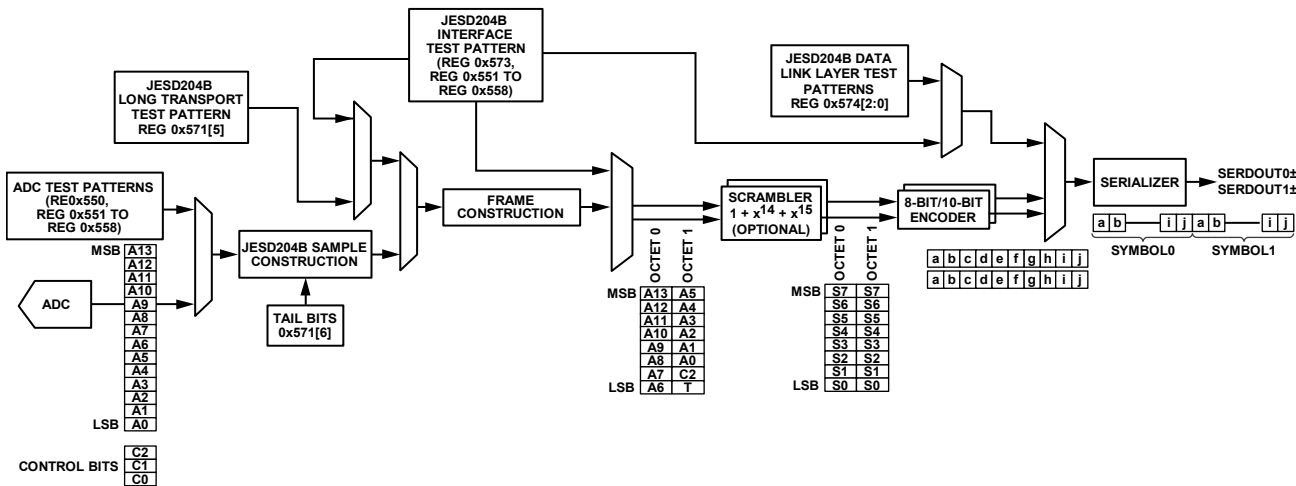 JESD204B
INTERFACE
TEST PATTERN
(REG 0x573,
REG 0x551 TO
REG 0x558)
JESD204B
LONG TRANSPORT
TEST PATTERN
REG 0x571[5]
JESD204B DATA
LINK LAYER TEST
PATTERNS
REG 0x574[2:0]
ADC TEST PATTERNS
(RE0x550,
REG 0x551 TO
REG 0x558)
FRAME
CONSTRUCTION
SCRAMBLER
1 + x14 + x15
(OPTIONAL)
8-BIT/10-BIT
ENCODER
SERIALIZER
SERDOUT0±
SERDOUT1±
a b i j a b i j
SYMBOL0 SYMBOL1
JESD204B SAMPLE
CONSTRUCTION
TAIL BITS
0x571[6]
ADC
MSB A13
A12
A11
A10
A9
A8
A7
A6
A5
A4
A3
A2
A1
LSB A0
CONTROL BITS
C2
C1
C0
OCTET 0 OCTET 1
MSB A13 A5
A12 A4
A11 A3
A10 A2
A9 A1
A8 A0
A7 C2
LSB A6 T
OCTET 0 OCTET 1
MSB S7 S7
S6 S6
S5 S5
S4 S4
S3 S3
S2 S2
S1 S1
LSB S0 S0
a b c d e f g h i j
a b c d e f g h i j